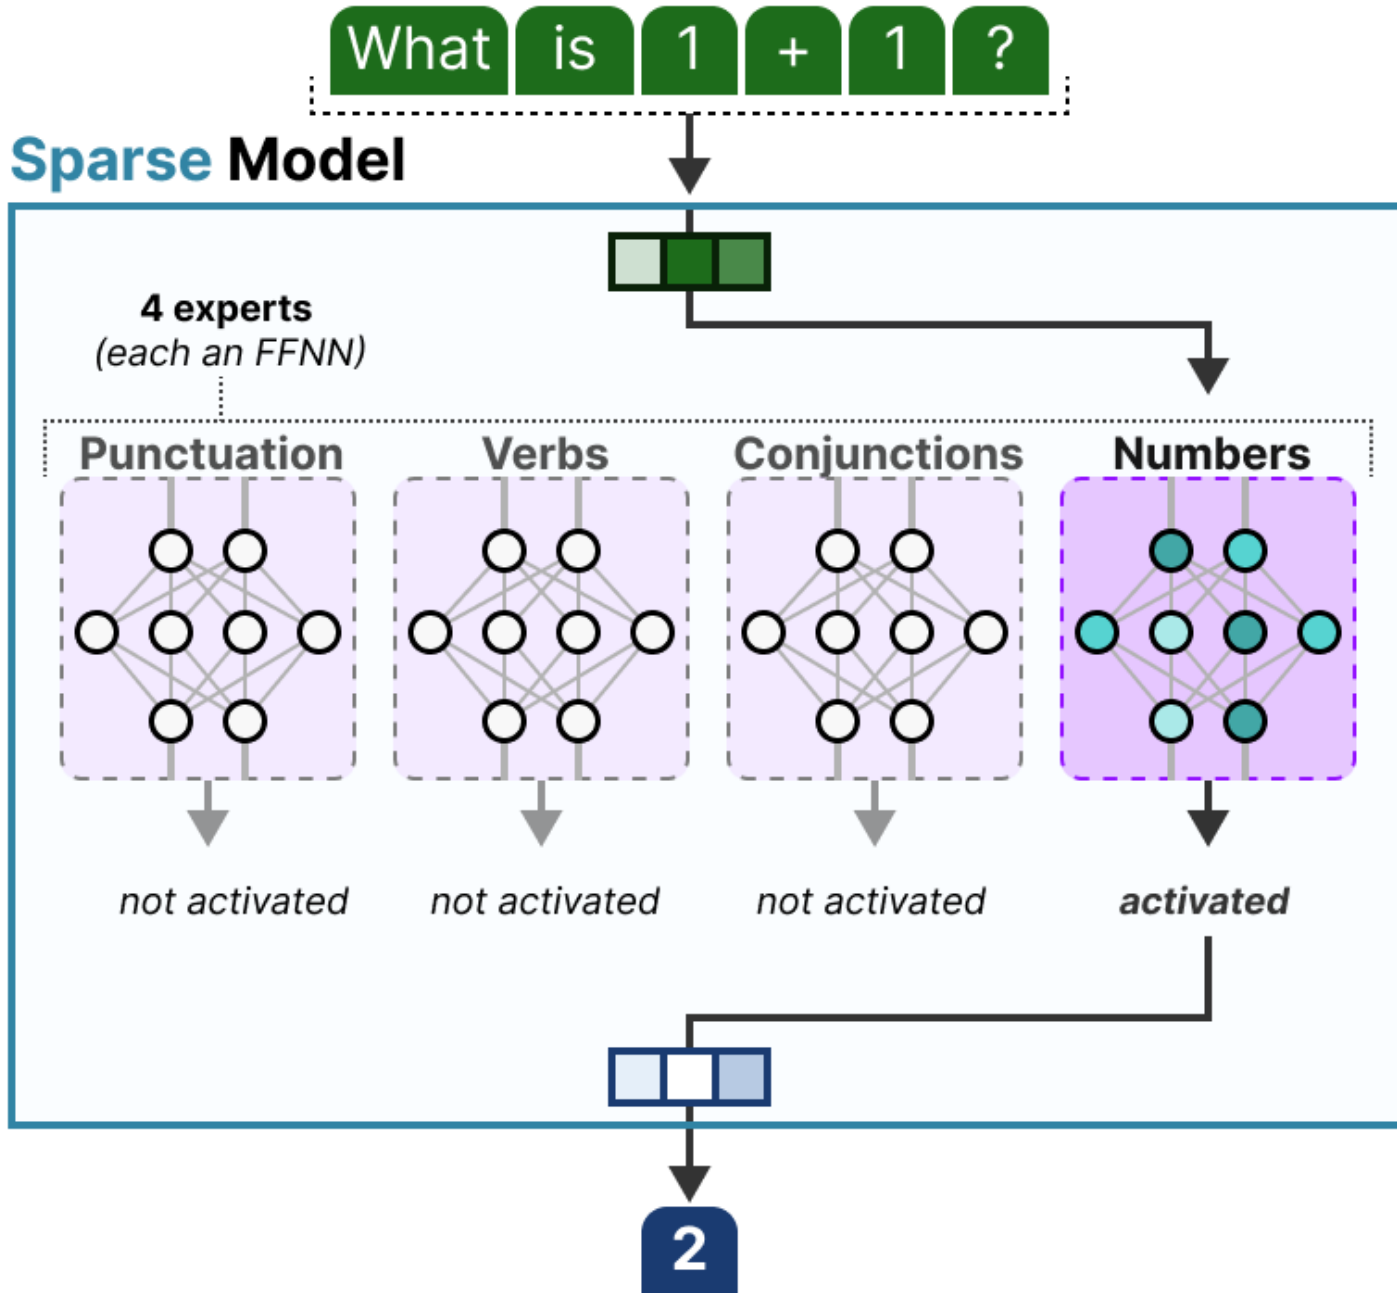 What is 1 + 1 ?
Sparse Model
4 experts
(each an FFNN)
Punctuation Verbs Conjunctions Numbers
not activated not activated not activated activated
2